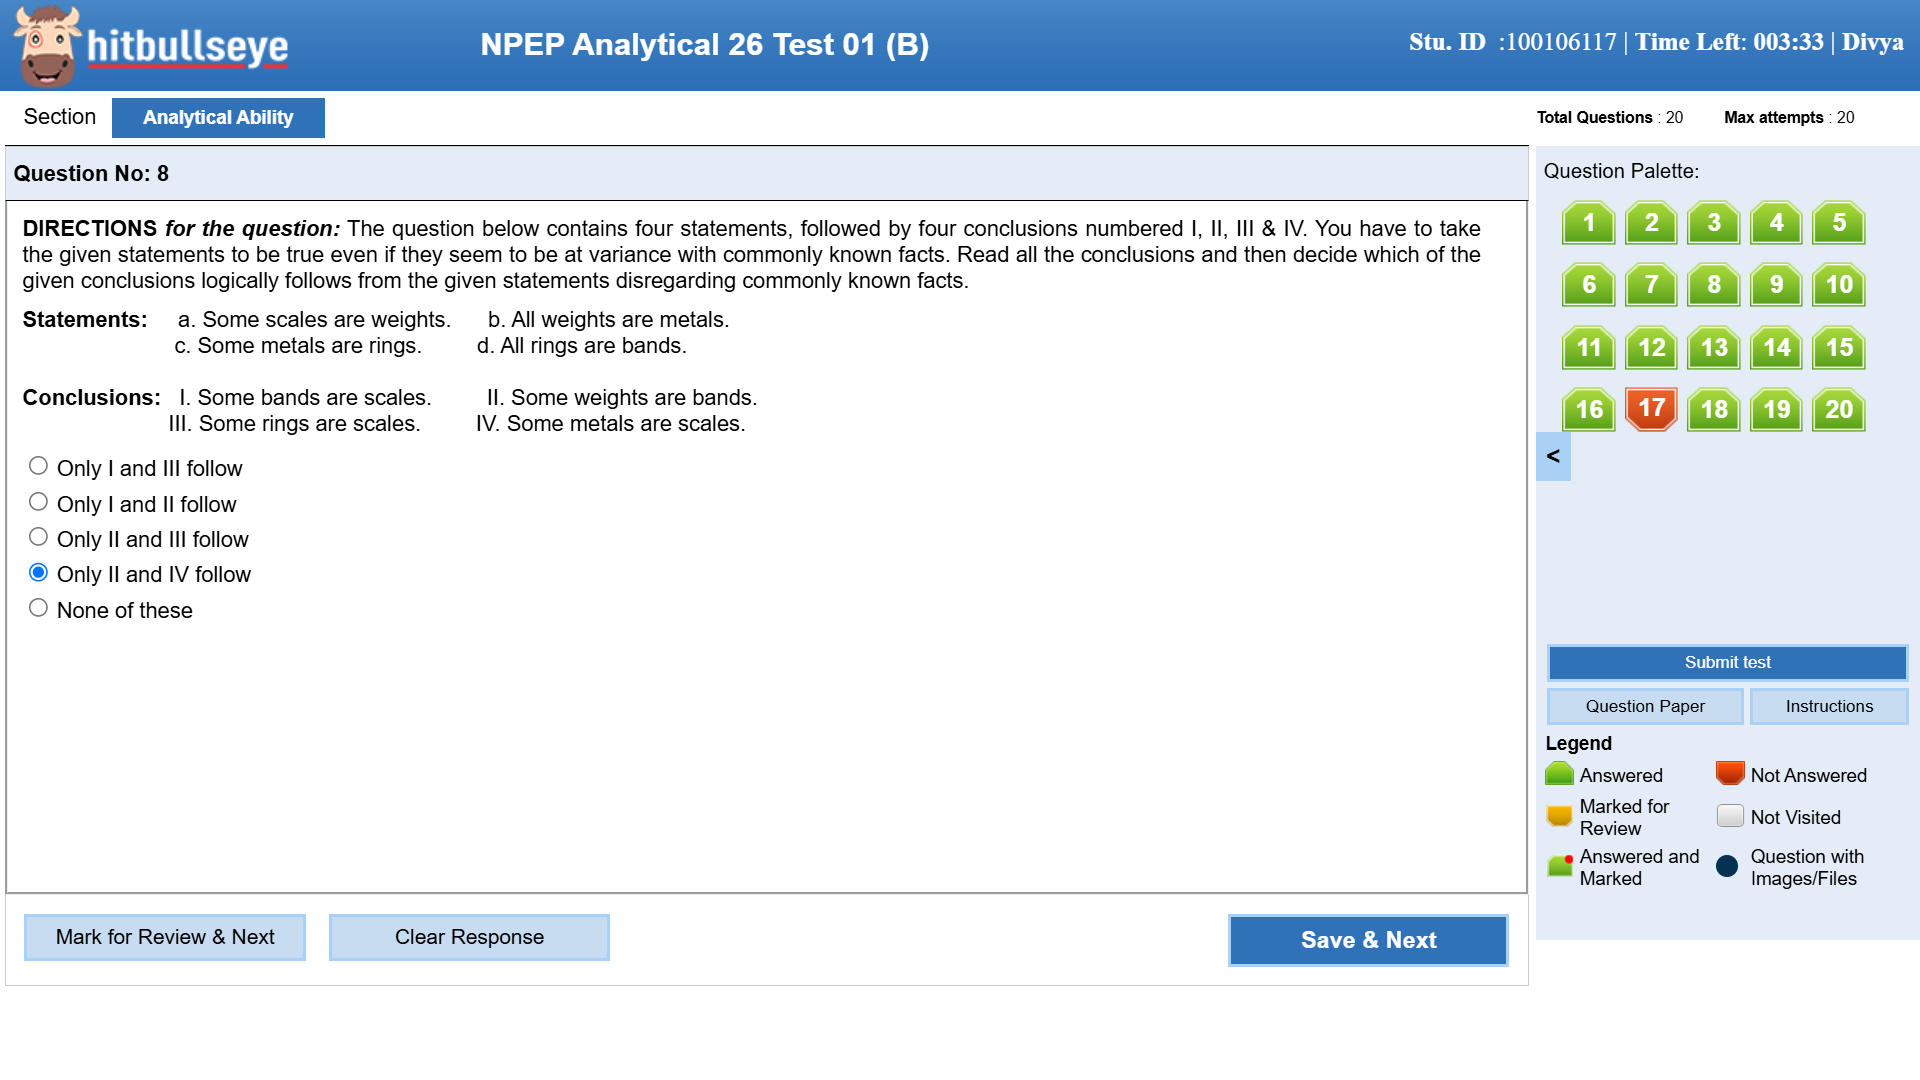 hitbullseye
NPEP Analytical 26 Test 01 (B)
Stu. ID :100106117 | Time Left: 003:33 | Divya
Section
Analytical Ability
Total Questions : 20
Max attempts : 20
Question No: 8
DIRECTIONS for the question: The question below contains four statements, followed by four conclusions numbered I, II, III & IV. You have to take
the given statements to be true even if they seem to be at variance with commonly known facts. Read all the conclusions and then decide which of the
given conclusions logically follows from the given statements disregarding commonly known facts.
Statements: a. Some scales are weights. b. All weights are metals.
c. Some metals are rings. d. All rings are bands.
Conclusions: I. Some bands are scales. II. Some weights are bands.
III. Some rings are scales. IV. Some metals are scales.
Only I and III follow
Only I and II follow
Only II and III follow
Only II and IV follow
None of these
Mark for Review & Next
Clear Response
Save & Next
Question Palette:
1 2 3 4 5
6 7 8 9 10
11 12 13 14 15
16 17 18 19 20
<
Submit test
Question Paper
Instructions
Legend
Answered
Not Answered
Marked for
Review
Not Visited
Answered and
Marked
Question with
Images/Files